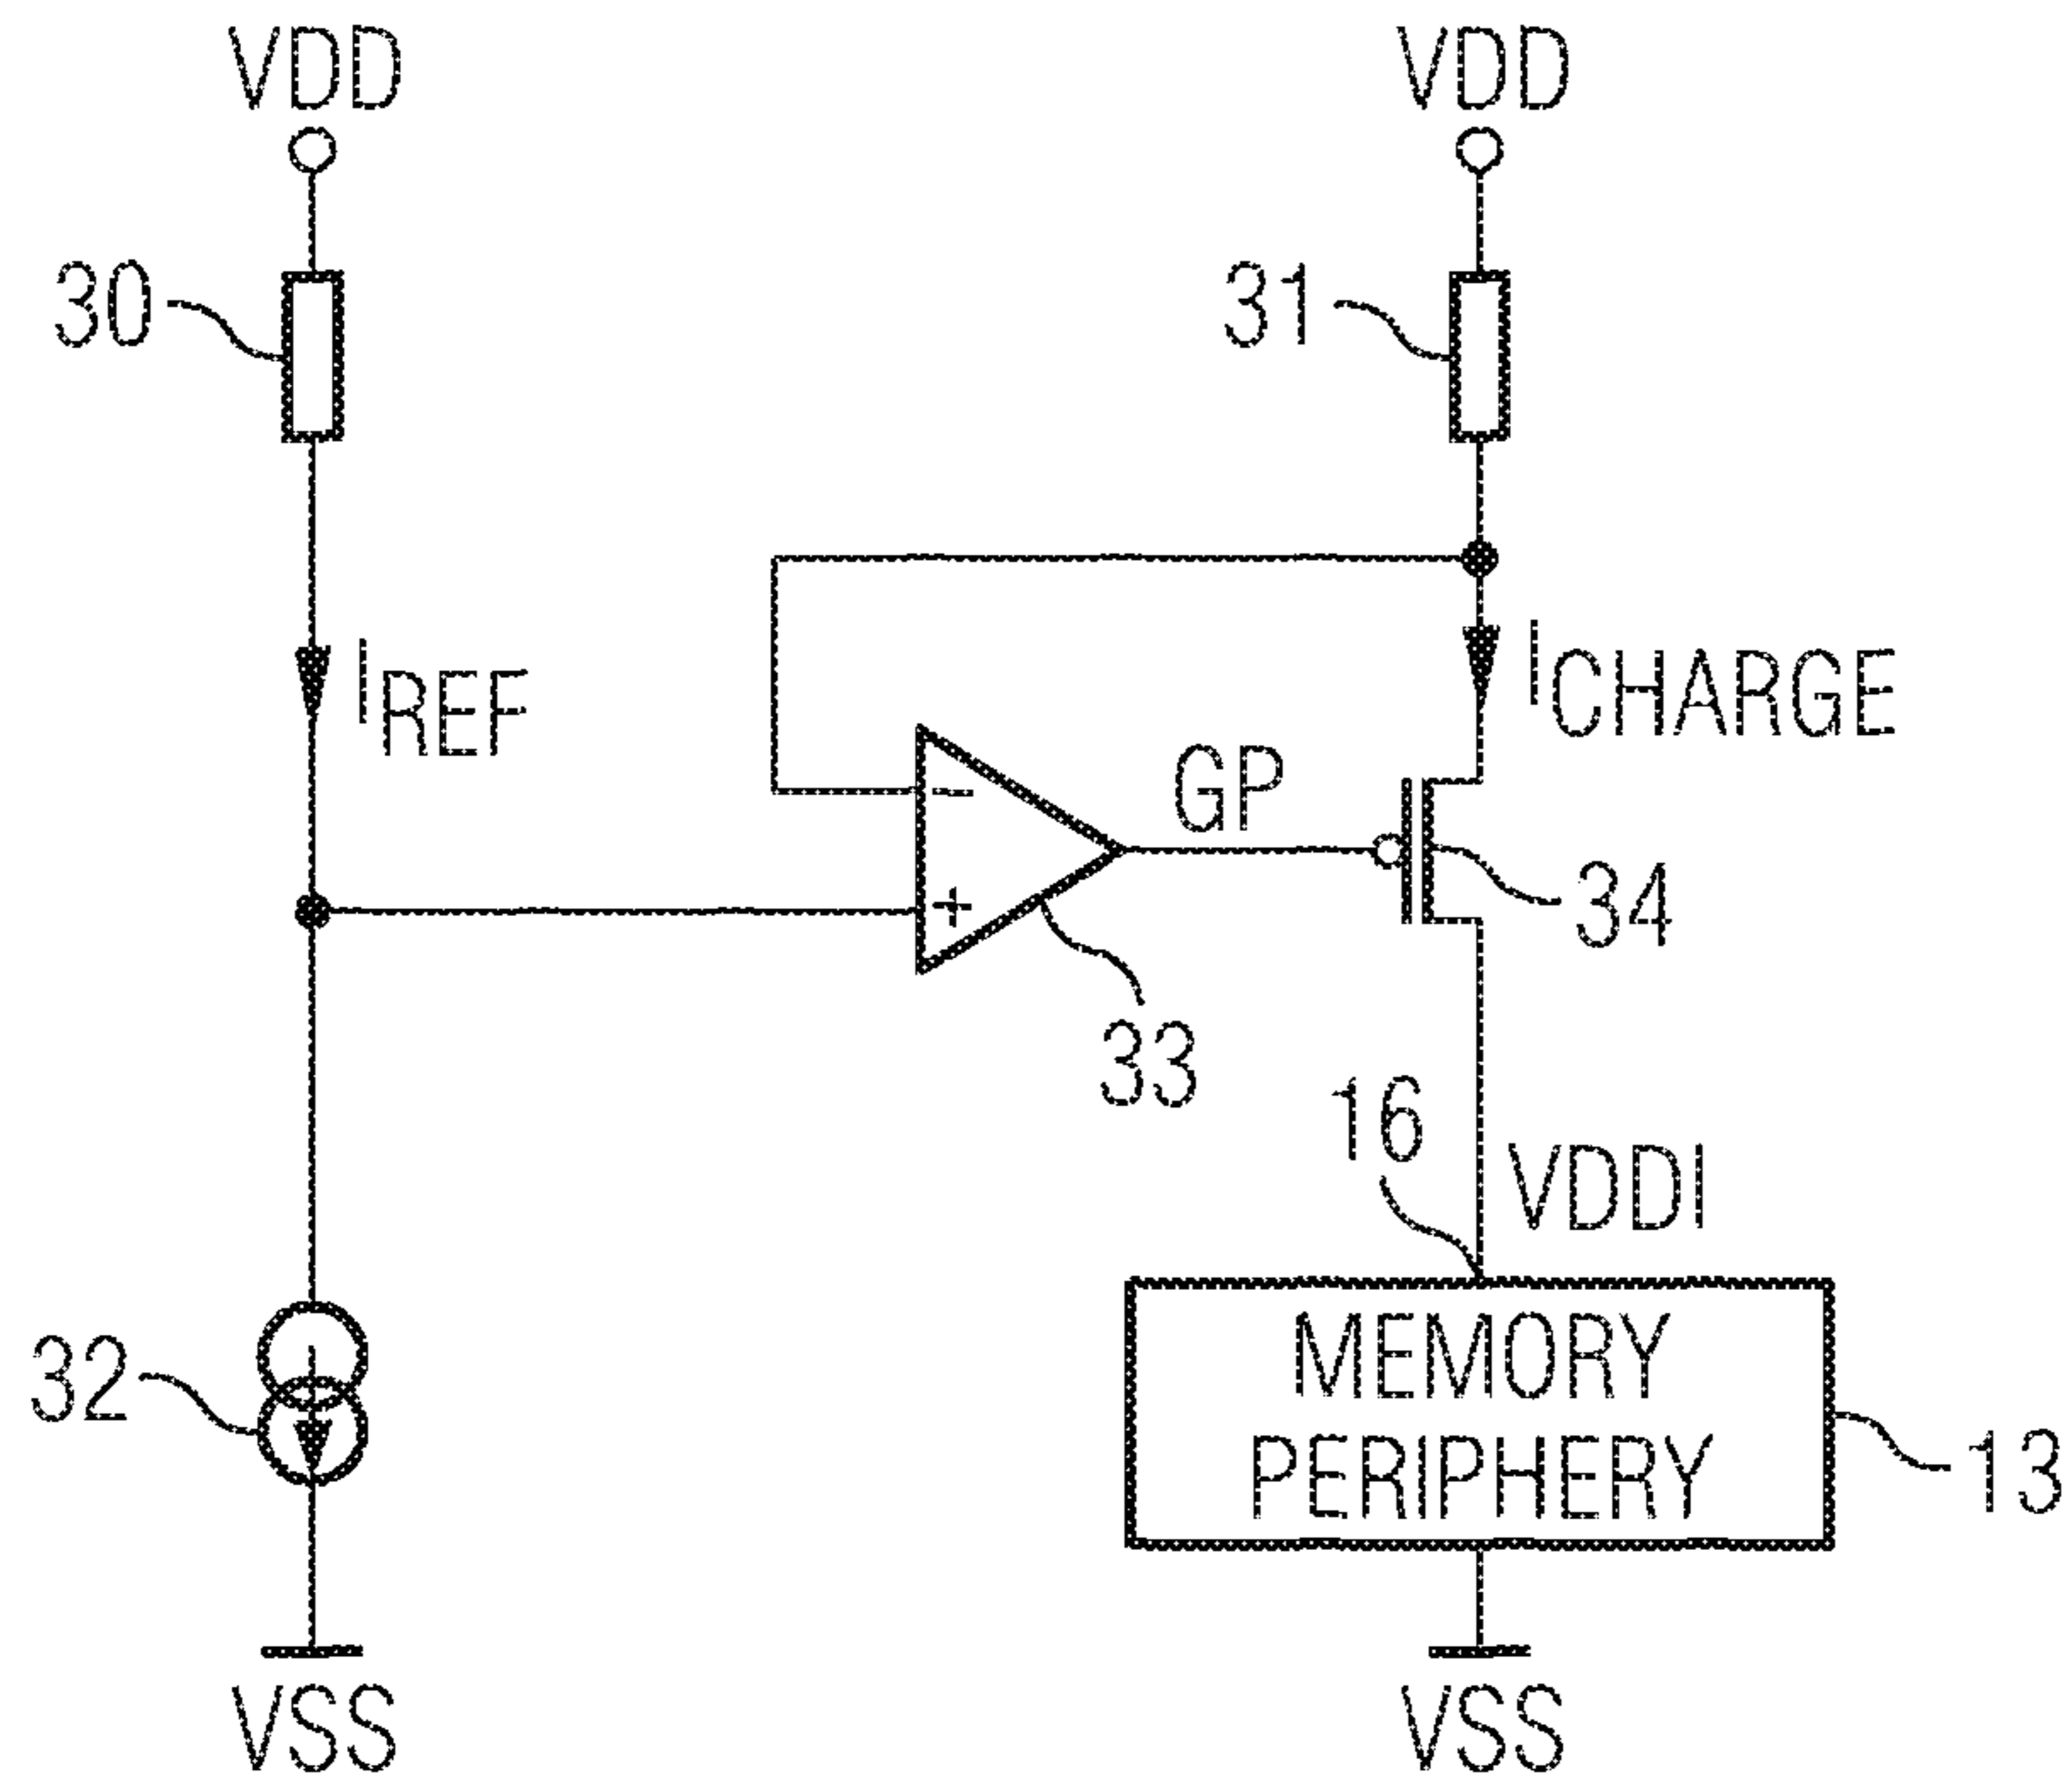 VDD
VDD
30
31
IREF
ICHARGE
−
GP
+
34
33
16
VDDI
32
MEMORY
PERIPHERY
13
VSS
VSS